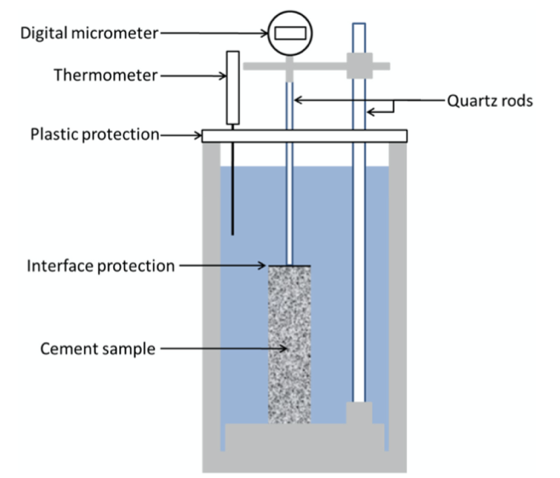 Digital micrometer
Thermometer
Quartz rods
Plastic protection
Interface protection
Cement sample